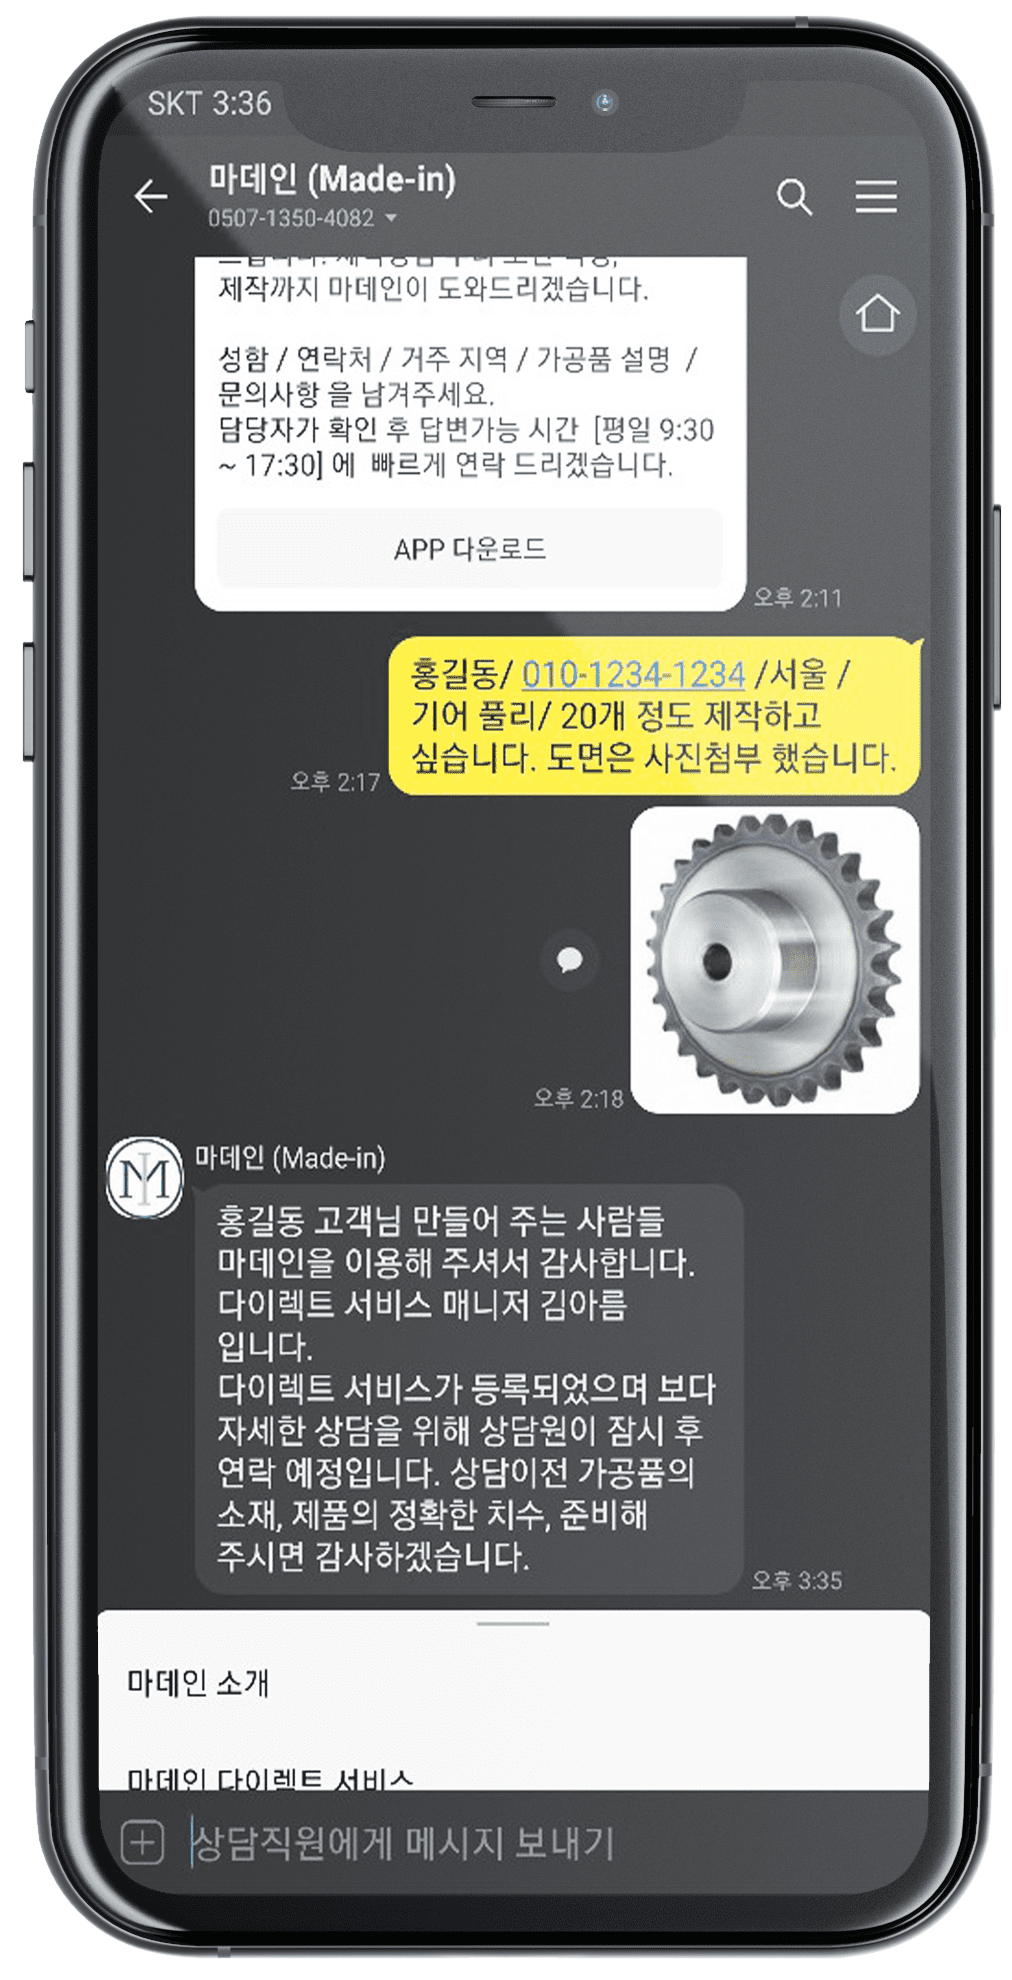 SKT 3:36
마데인 (Made-in)
0507-1350-4082
제작까지 마데인이 도와드리겠습니다.
성함 / 연락처 / 거주 지역 / 가공품 설명 /
문의사항 을 남겨주세요.
담당자가 확인 후 답변가능 시간 [평일 9:30
~ 17:30] 에 빠르게 연락 드리겠습니다.
APP 다운로드
오후 2:11
홍길동/ 010-1234-1234 /서울 /
기어 풀리/ 20개 정도 제작하고
싶습니다. 도면은 사진첨부 했습니다.
오후 2:17
오후 2:18
M
마데인 (Made-in)
홍길동 고객님 만들어 주는 사람들
마데인을 이용해 주셔서 감사합니다.
다이렉트 서비스 매니저 김아름
입니다.
다이렉트 서비스가 등록되었으며 보다
자세한 상담을 위해 상담원이 잠시 후
연락 예정입니다. 상담이전 가공품의
소재, 제품의 정확한 치수, 준비해
주시면 감사하겠습니다.
오후 3:35
마데인 소개
마데인 다이렉트 서비스
상담직원에게 메시지 보내기